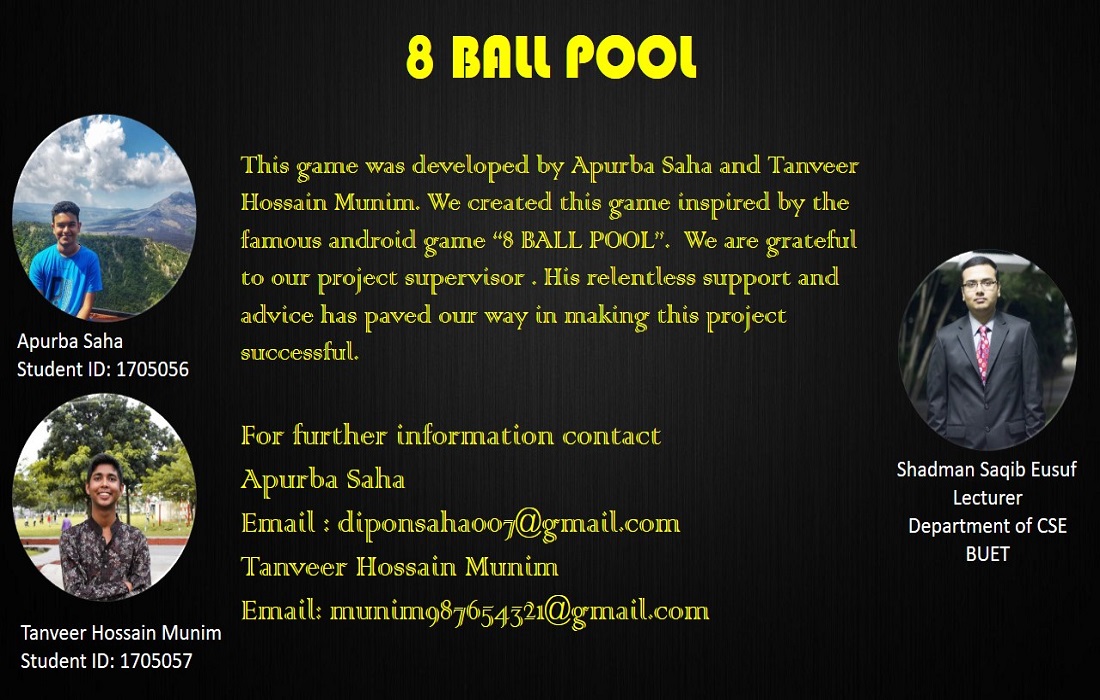 8 BALL POOL
This game was developed by Apurba Saha and Tanveer
Hossain Munim. We created this game inspired by the
famous android game “8 BALL POOL”. We are grateful
to our project supervisor . His relentless support and
advice has paved our way in making this project
successful.
Apurba Saha
Student ID: 1705056
For further information contact
Apurba Saha
Email : diponsaha007@gmail.com
Tanveer Hossain Munim
Email: munim987654321@gmail.com
Tanveer Hossain Munim
Student ID: 1705057
Shadman Saqib Eusuf
Lecturer
Department of CSE
BUET